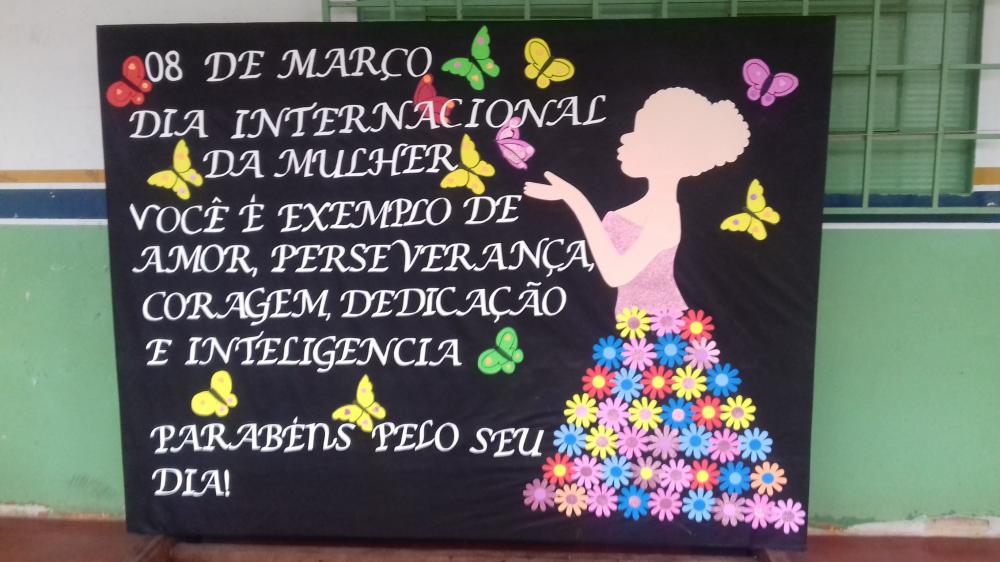 08 DE MARÇO
DIA INTERNACIONAL
DA MULHER
VOCÊ É EXEMPLO DE
AMOR, PERSEVERANÇA,
CORAGEM, DEDICAÇÃO
E INTELIGENCIA
PARABÉNS PELO SEU
DIA!